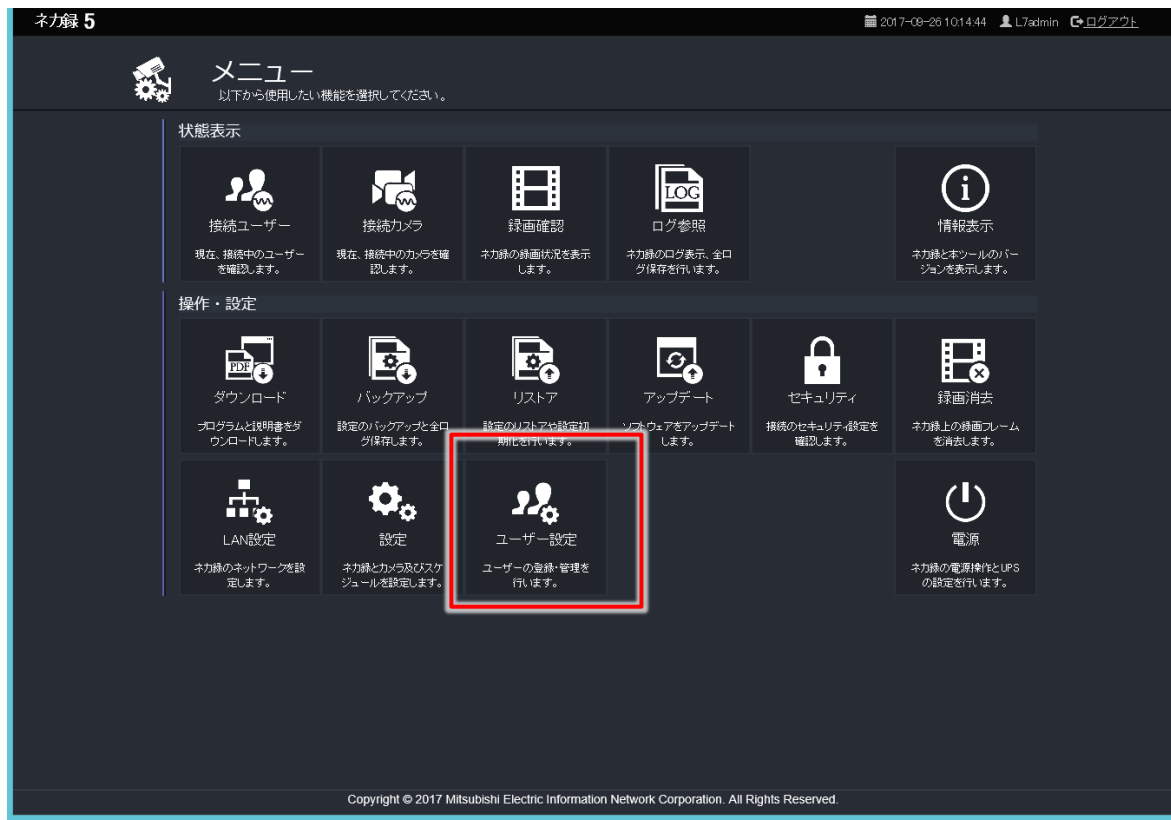 ネカ録 5
2017-09-26 10:14:44 L7admin ログアウト
メニュー
以下から使用したい機能を選択してください。
状態表示
接続ユーザー
現在、接続中のユーザー
を確認します。
接続カメラ
現在、接続中のカメラを確
認します。
録画確認
ネカ録の録画状況を表示
します。
LOG
ログ参照
ネカ録のログ表示、全ロ
グ保存を行います。
情報表示
ネカ録と本ツールのバー
ジョンを表示します。
操作・設定
PDF
ダウンロード
プログラムと説明書をダ
ウンロードします。
バックアップ
設定のバックアップと全ロ
グ保存します。
リストア
設定のリストアや設定初
期化を行います。
アップデート
ソフトウェアをアップデート
します。
セキュリティ
接続のセキュリティ設定を
確認します。
録画消去
ネカ録上の録画フレーム
を消去します。
LAN設定
ネカ録のネットワークを設
定します。
設定
ネカ録とカメラ及びスケ
ジュールを設定します。
ユーザー設定
ユーザーの登録・管理を
行います。
電源
ネカ録の電源操作とUPS
の設定を行います。
Copyright © 2017 Mitsubishi Electric Information Network Corporation. All Rights Reserved.